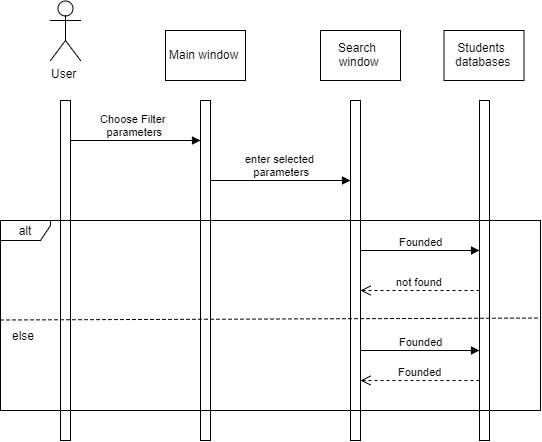 User
Main window
Search
window
Students
databases
Choose Filter
parameters
enter selected
parameters
alt
Founded
not found
else
Founded
Founded